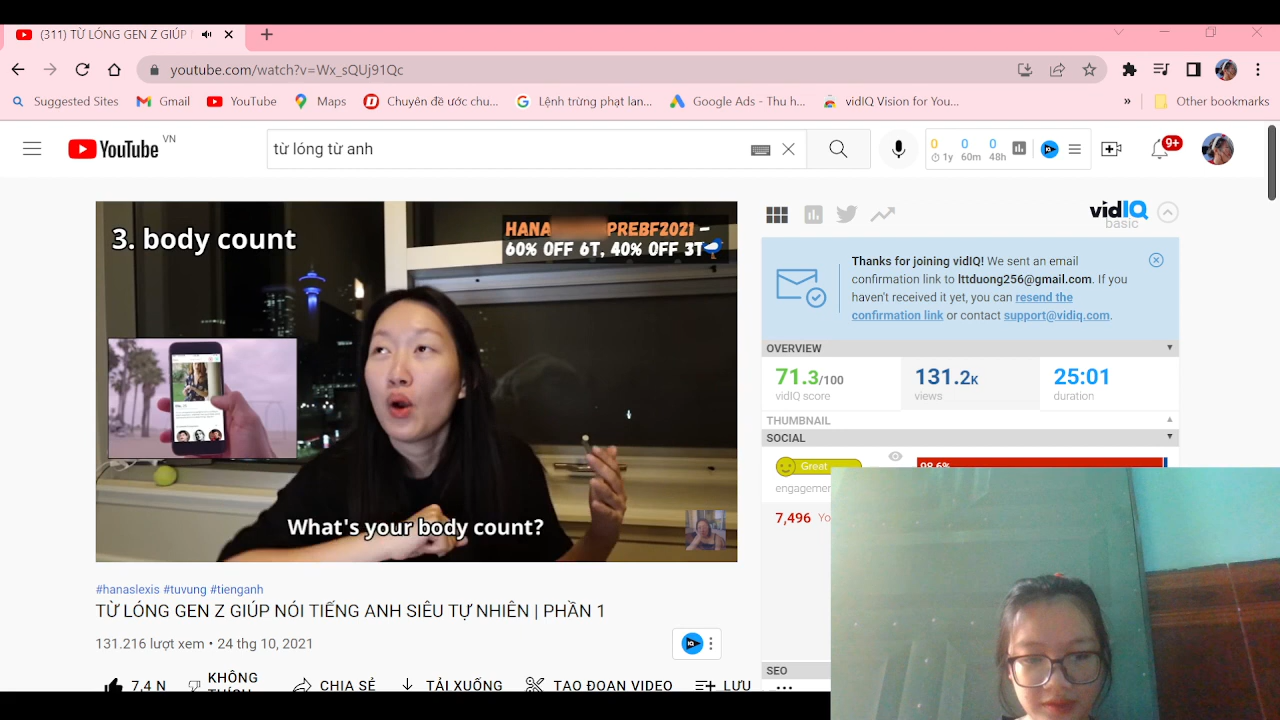 (311) TỪ LÓNG GEN Z GIÚP
youtube.com/watch?v=Wx_sQUj91Qc
Suggested Sites
Gmail
YouTube
Maps
Chuyên đề ước chu...
Lệnh trừng phạt lan...
Google Ads - Thu h...
vidIQ Vision for You...
»
Other bookmarks
YouTube VN
từ lóng từ anh
0 0 0
1y 60m 48h
9+
3. body count
HANA PREBF2021 -
60% OFF 6T, 40% OFF 3T
What's your body count?
vidIQ
basic
Thanks for joining vidIQ! We sent an email
confirmation link to lttduong256@gmail.com. If you
haven't received it yet, you can resend the
confirmation link or contact support@vidiq.com.
OVERVIEW
71.3/100
vidIQ score
131.2K
views
25:01
duration
THUMBNAIL
SOCIAL
Great
98.6%
7,496 Yo
SEO
#hanaslexis #tuvung #tienganh
TỪ LÓNG GEN Z GIÚP NÓI TIẾNG ANH SIÊU TỰ NHIÊN | PHẦN 1
131.216 lượt xem • 24 thg 10, 2021
7,4 N
KHÔNG
THÍCH
CHIA SẺ
TẢI XUỐNG
TẠO ĐOẠN VIDEO
LƯU